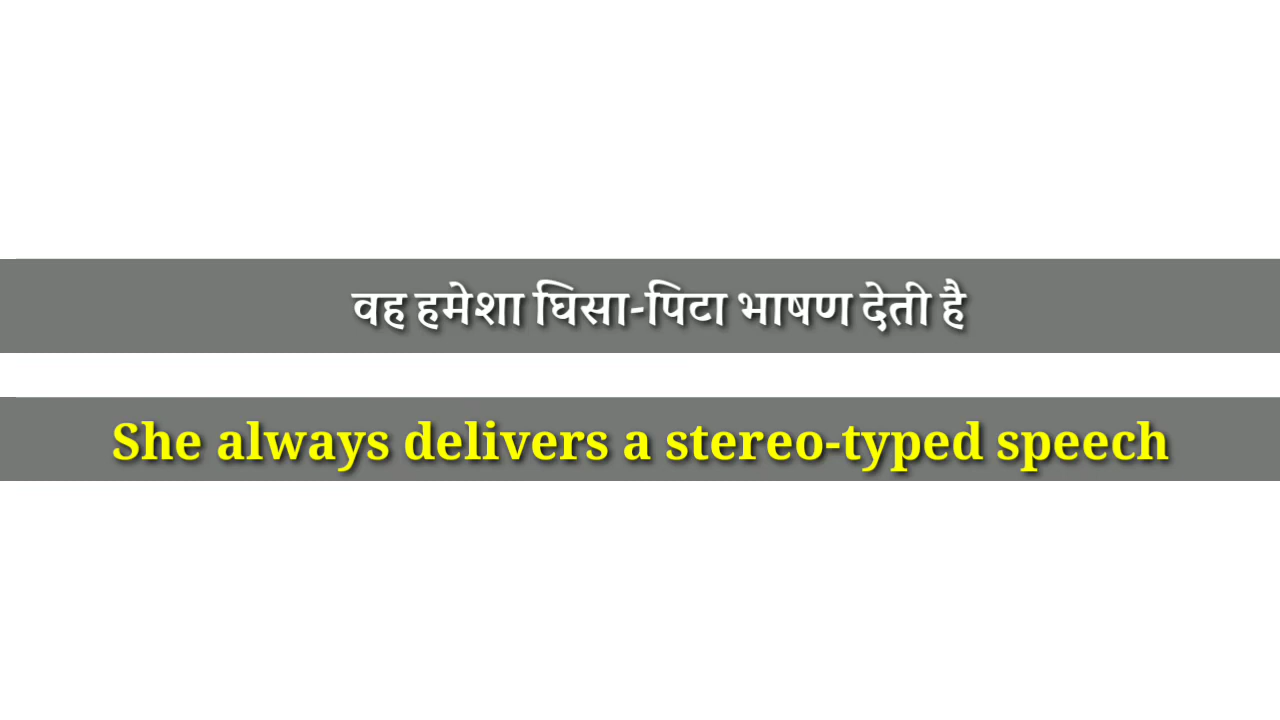 वह हमेशा घिसा-पिटा भाषण देती है
She always delivers a stereo-typed speech